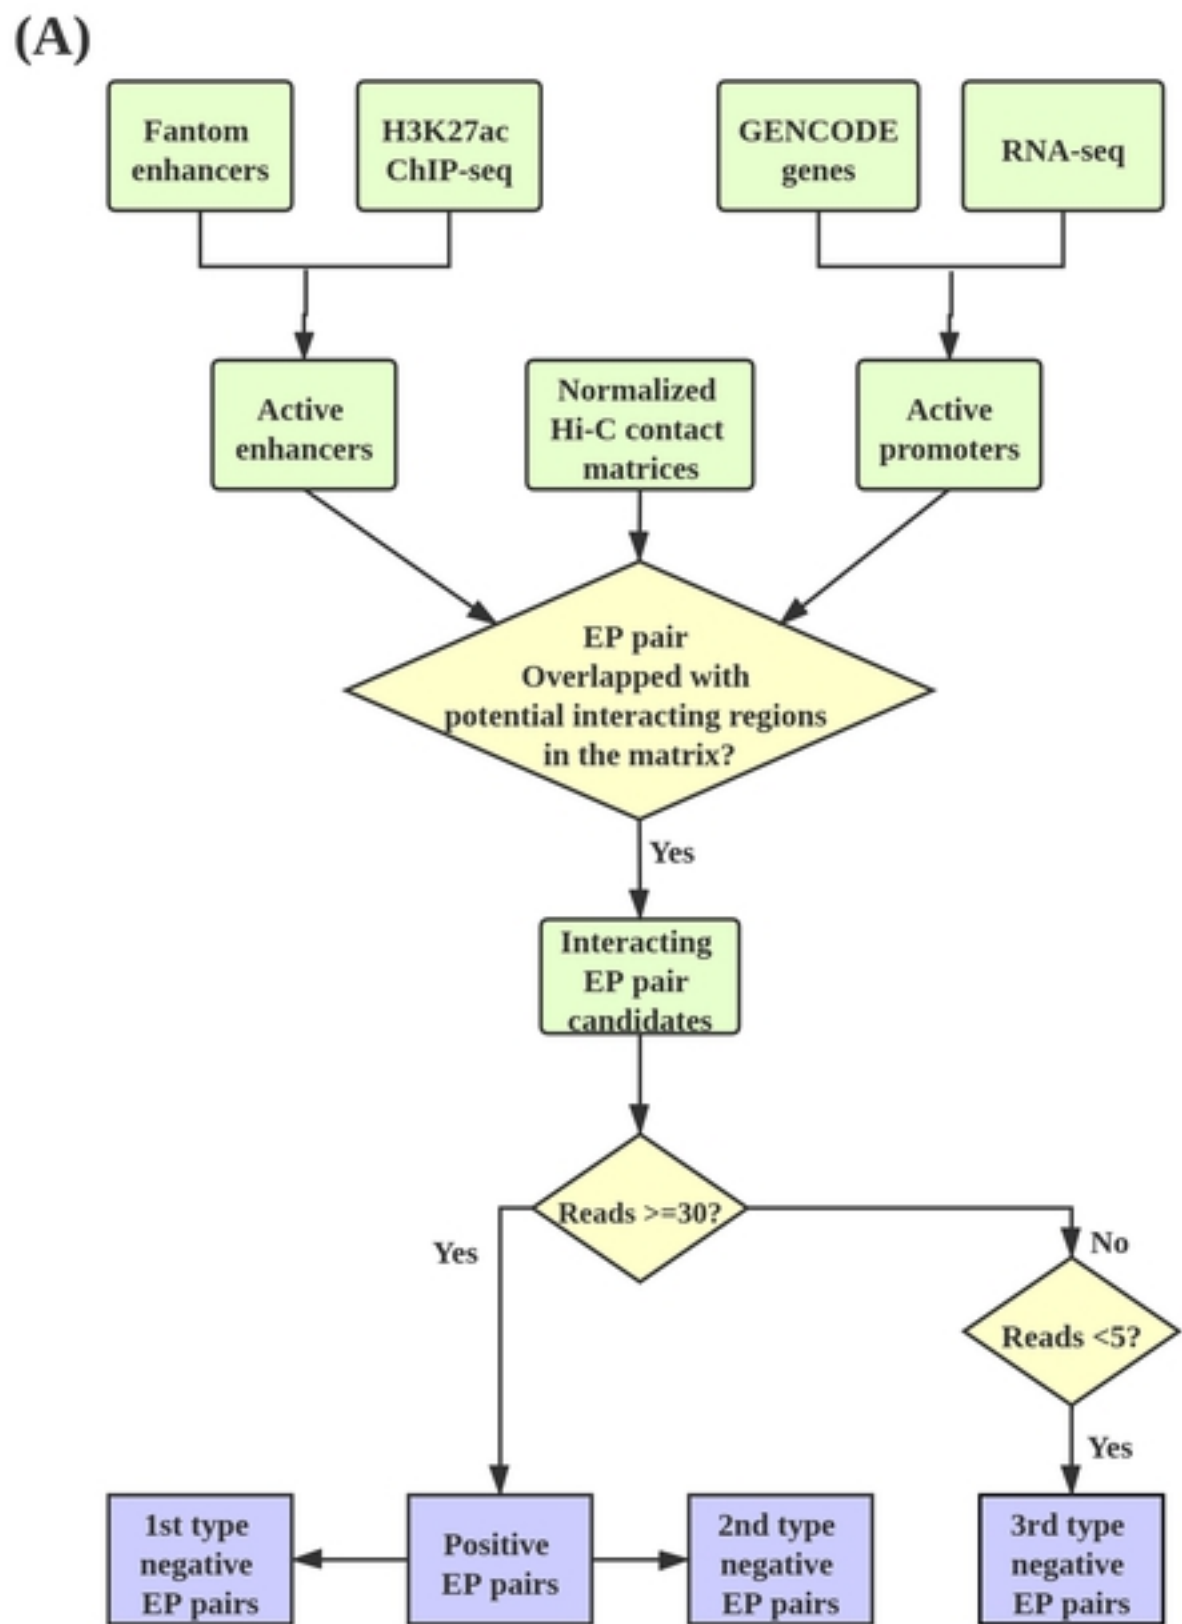 (A)
Fantom
enhancers
H3K27ac
ChIP-seq
GENCODE
genes
RNA-seq
Active
enhancers
Normalized
Hi-C contact
matrices
Active
promoters
EP pair
Overlapped with
potential interacting regions
in the matrix?
Yes
Interacting
EP pair
candidates
Reads >=30?
Yes
No
Reads <5?
Yes
1st type
negative
EP pairs
Positive
EP pairs
2nd type
negative
EP pairs
3rd type
negative
EP pairs